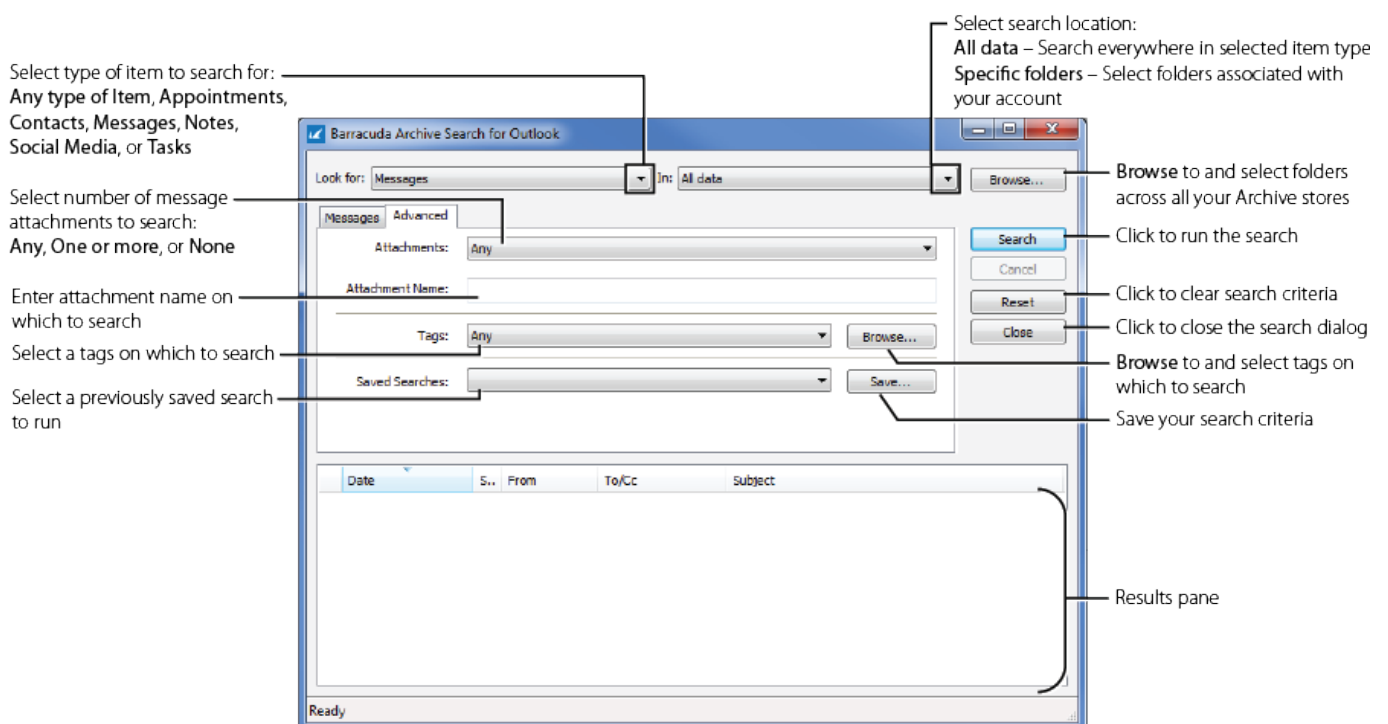 Select search location:
All data – Search everywhere in selected item type
Specific folders – Select folders associated with
your account
Select type of item to search for:
Any type of Item, Appointments,
Contacts, Messages, Notes,
Social Media, or Tasks
Select number of message
attachments to search:
Any, One or more, or None
Enter attachment name on
which to search
Select a tags on which to search
Select a previously saved search
to run
Barracuda Archive Search for Outlook
Look for: Messages In: All data Browse...
Messages Advanced
Attachments: Any
Search
Cancel
Attachment Name:
Reset
Tags: Any Browse...
Close
Saved Searches: Save...
Date S.. From To/Cc Subject
Ready
Browse to and select folders
across all your Archive stores
Click to run the search
Click to clear search criteria
Click to close the search dialog
Browse to and select tags on
which to search
Save your search criteria
Results pane